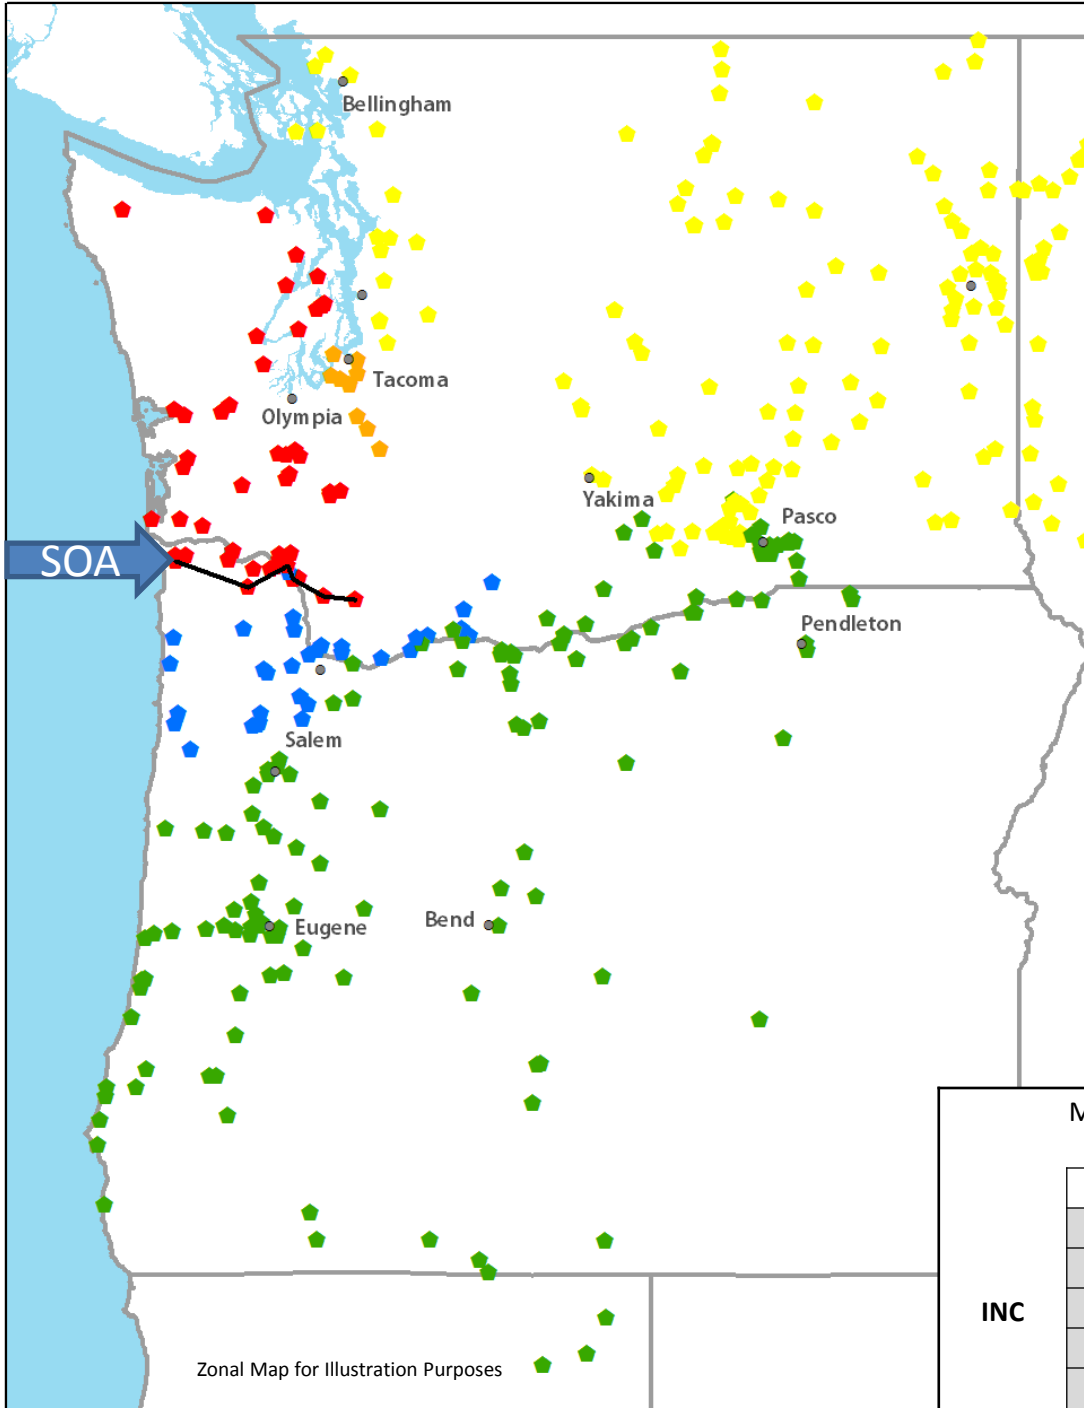 Bellingham
Tacoma
Olympia
Yakima
Pasco
SOA
Pendleton
Salem
Bend
Eugene
M
INC
Zonal Map for Illustration Purposes